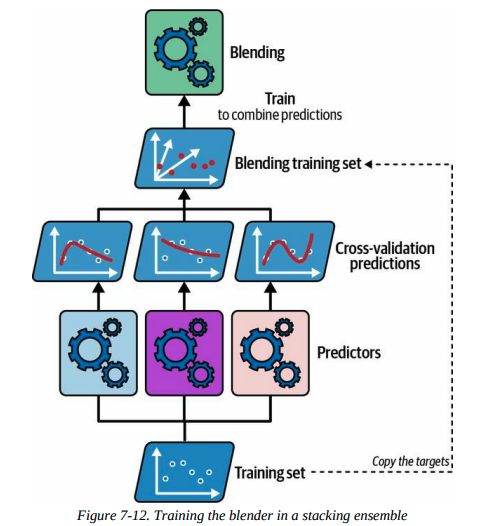 Blending
Train
to combine predictions
Blending training set
Cross-validation
predictions
Predictors
Training set
Copy the targets
Figure 7-12. Training the blender in a stacking ensemble